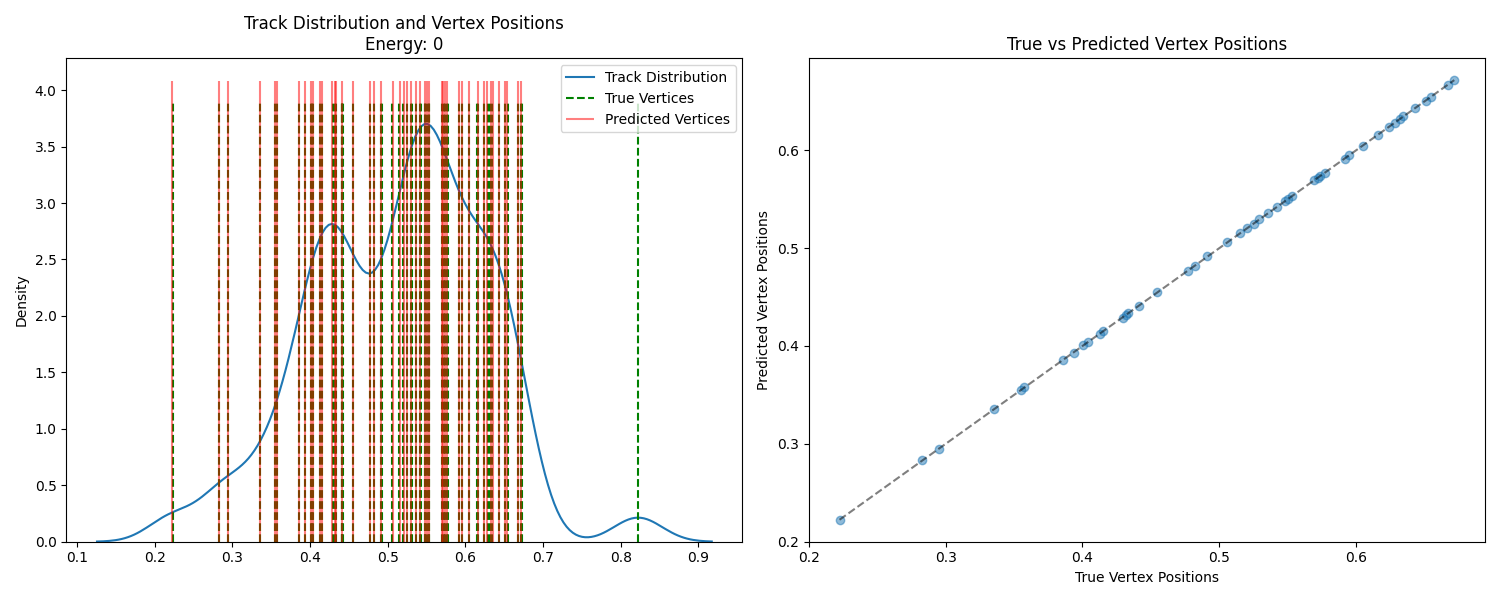 Track Distribution and Vertex Positions
Energy: 0
Density
4.0
3.5
3.0
2.5
2.0
1.5
1.0
0.5
0.0
0.1 0.2 0.3 0.4 0.5 0.6 0.7 0.8 0.9
Track Distribution
True Vertices
Predicted Vertices
True vs Predicted Vertex Positions
Predicted Vertex Positions
0.6
0.5
0.4
0.3
0.2
0.2 0.3 0.4 0.5 0.6
True Vertex Positions